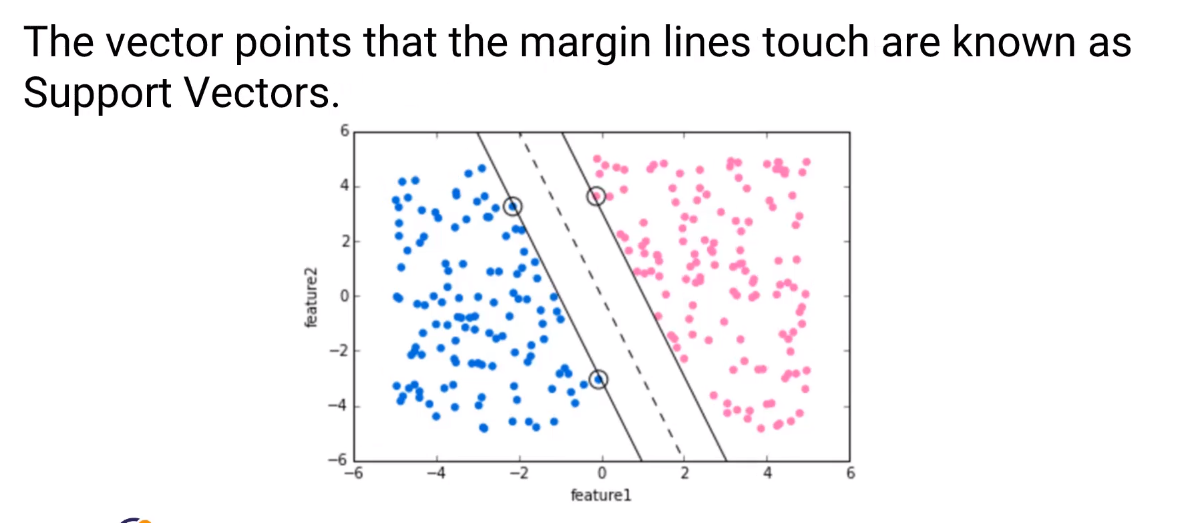 The vector points that the margin lines touch are known as
Support Vectors.
6
4
2
0
−2
−4
−6
feature2
−6 −4 −2 0 2 4 6
feature1